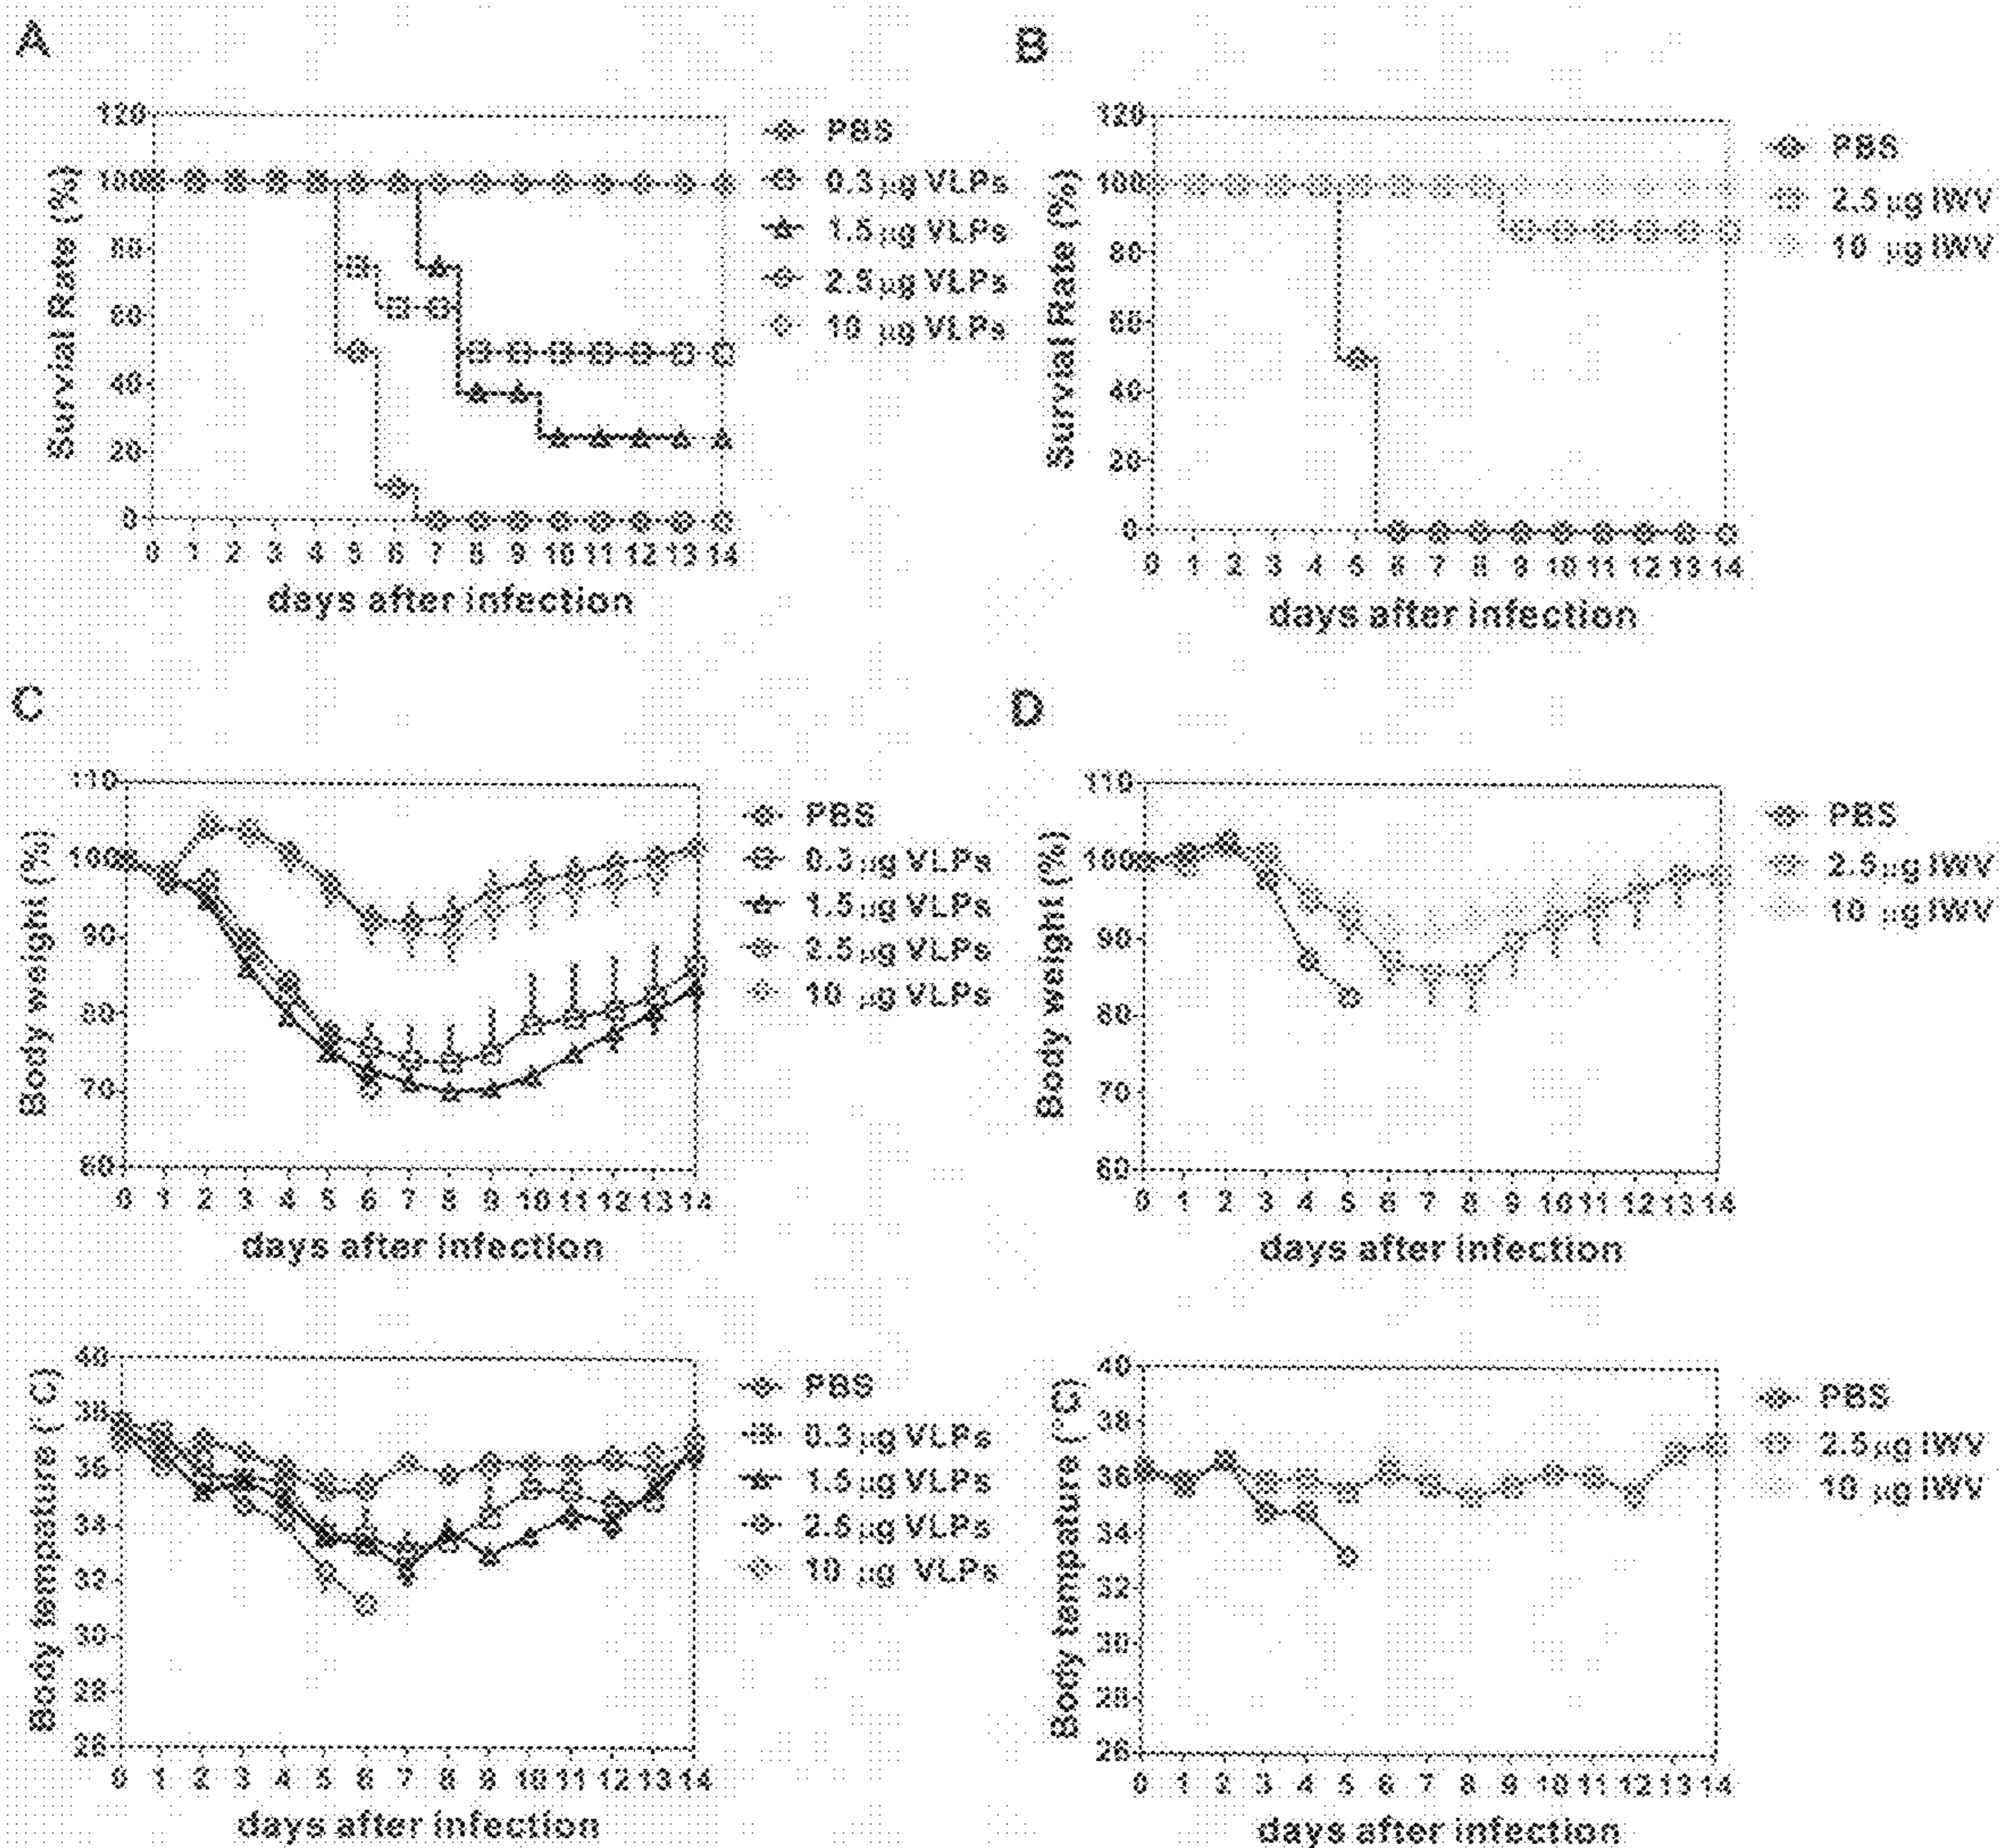 A
120
100
80
60
40
20
0
Survival Rate (%)
0 1 2 3 4 5 6 7 8 9 10 11 12 13 14
days after infection
PBS
0.3 µg VLPs
1.5 µg VLPs
2.5 µg VLPs
10 µg VLPs
B
120
100
80
60
40
20
0
Survival Rate (%)
0 1 2 3 4 5 6 7 8 9 10 11 12 13 14
days after infection
PBS
2.5 µg IWV
10 µg IWV
C
110
100
90
80
70
60
Body weight (%)
0 1 2 3 4 5 6 7 8 9 10 11 12 13 14
days after infection
PBS
0.3 µg VLPs
1.5 µg VLPs
2.5 µg VLPs
10 µg VLPs
D
110
100
90
80
70
60
Body weight (%)
0 1 2 3 4 5 6 7 8 9 10 11 12 13 14
days after infection
PBS
2.5 µg IWV
10 µg IWV
40
38
36
34
32
30
28
26
Body tempature (°C)
0 1 2 3 4 5 6 7 8 9 10 11 12 13 14
days after infection
PBS
0.3 µg VLPs
1.5 µg VLPs
2.5 µg VLPs
10 µg VLPs
40
38
36
34
32
30
28
26
Body tempature (°C)
0 1 2 3 4 5 6 7 8 9 10 11 12 13 14
days after infection
PBS
2.5 µg IWV
10 µg IWV